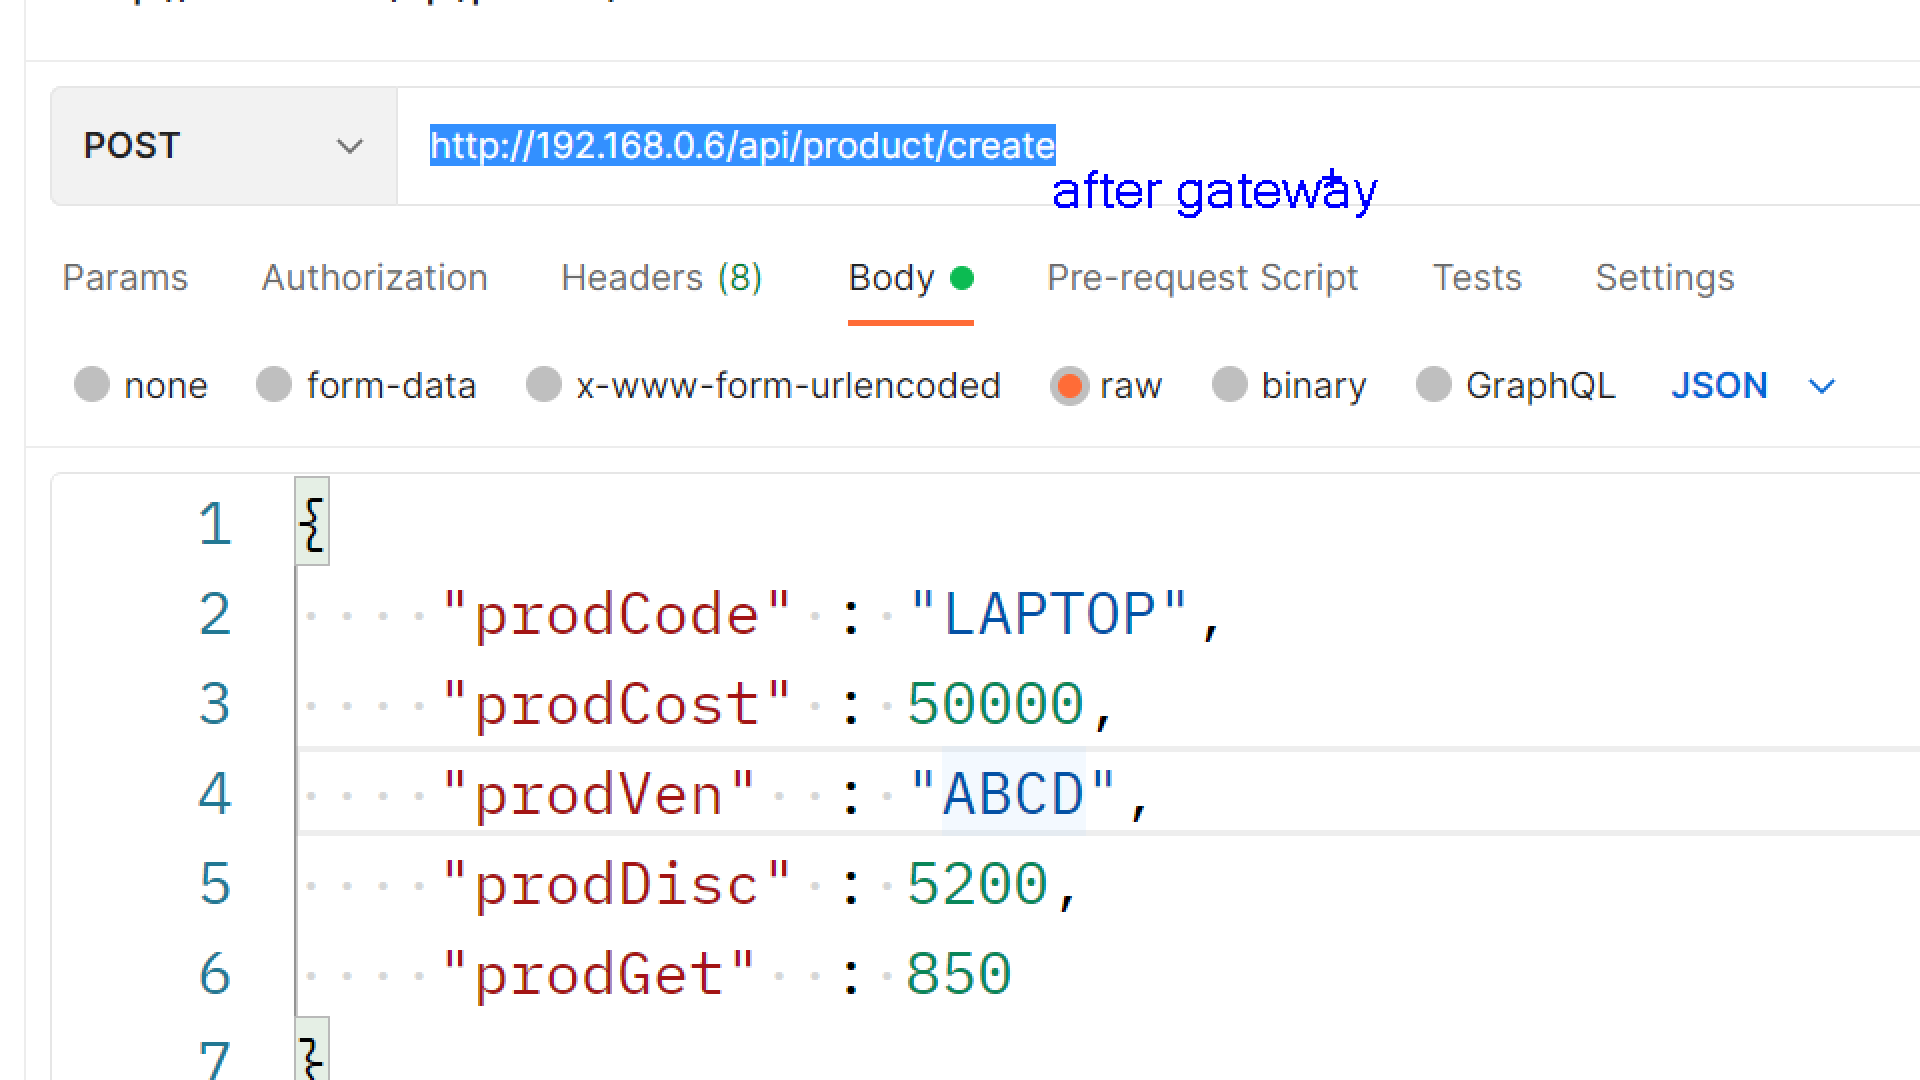 POST http://192.168.0.6/api/product/create
after gateway
Params Authorization Headers (8) Body Pre-request Script Tests Settings
none form-data x-www-form-urlencoded raw binary GraphQL JSON
1 {
2 "prodCode" : "LAPTOP",
3 "prodCost" : 50000,
4 "prodVen" : "ABCD",
5 "prodDisc" : 5200,
6 "prodGet" : 850
7 }